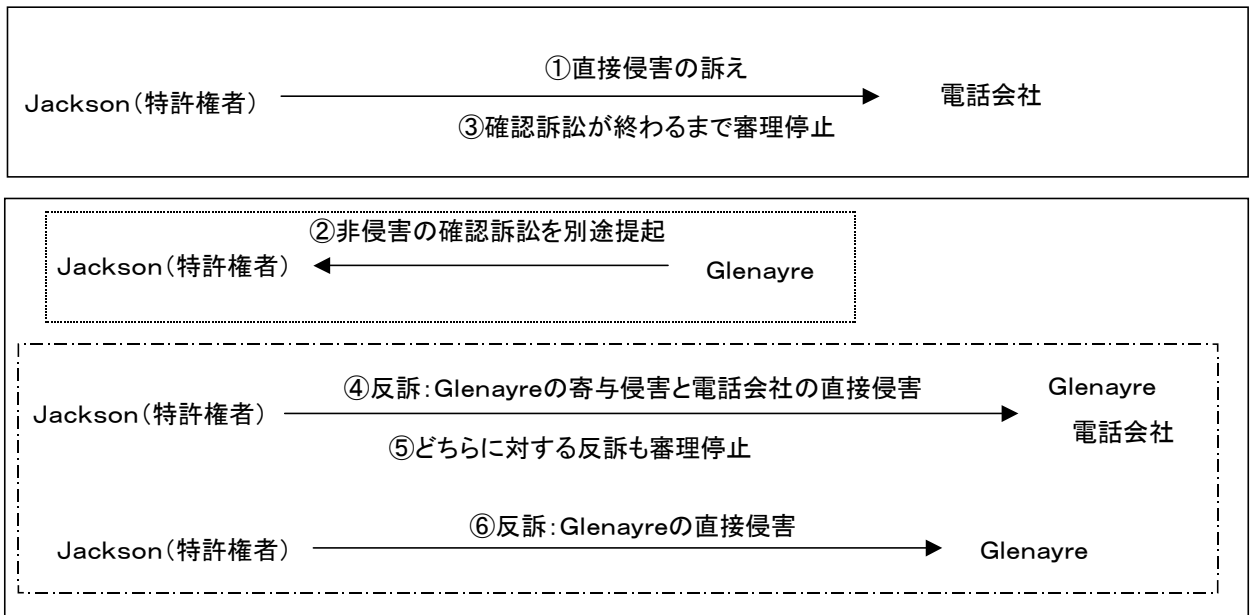 ①直接侵害の訴え
Jackson（特許権者）
電話会社
③確認訴訟が終わるまで審理停止
②非侵害の確認訴訟を別途提起
Jackson（特許権者）
Glenayre
④反訴：Glenayreの寄与侵害と電話会社の直接侵害
Glenayre
Jackson（特許権者）
電話会社
⑤どちらに対する反訴も審理停止
⑥反訴：Glenayreの直接侵害
Jackson（特許権者）
Glenayre